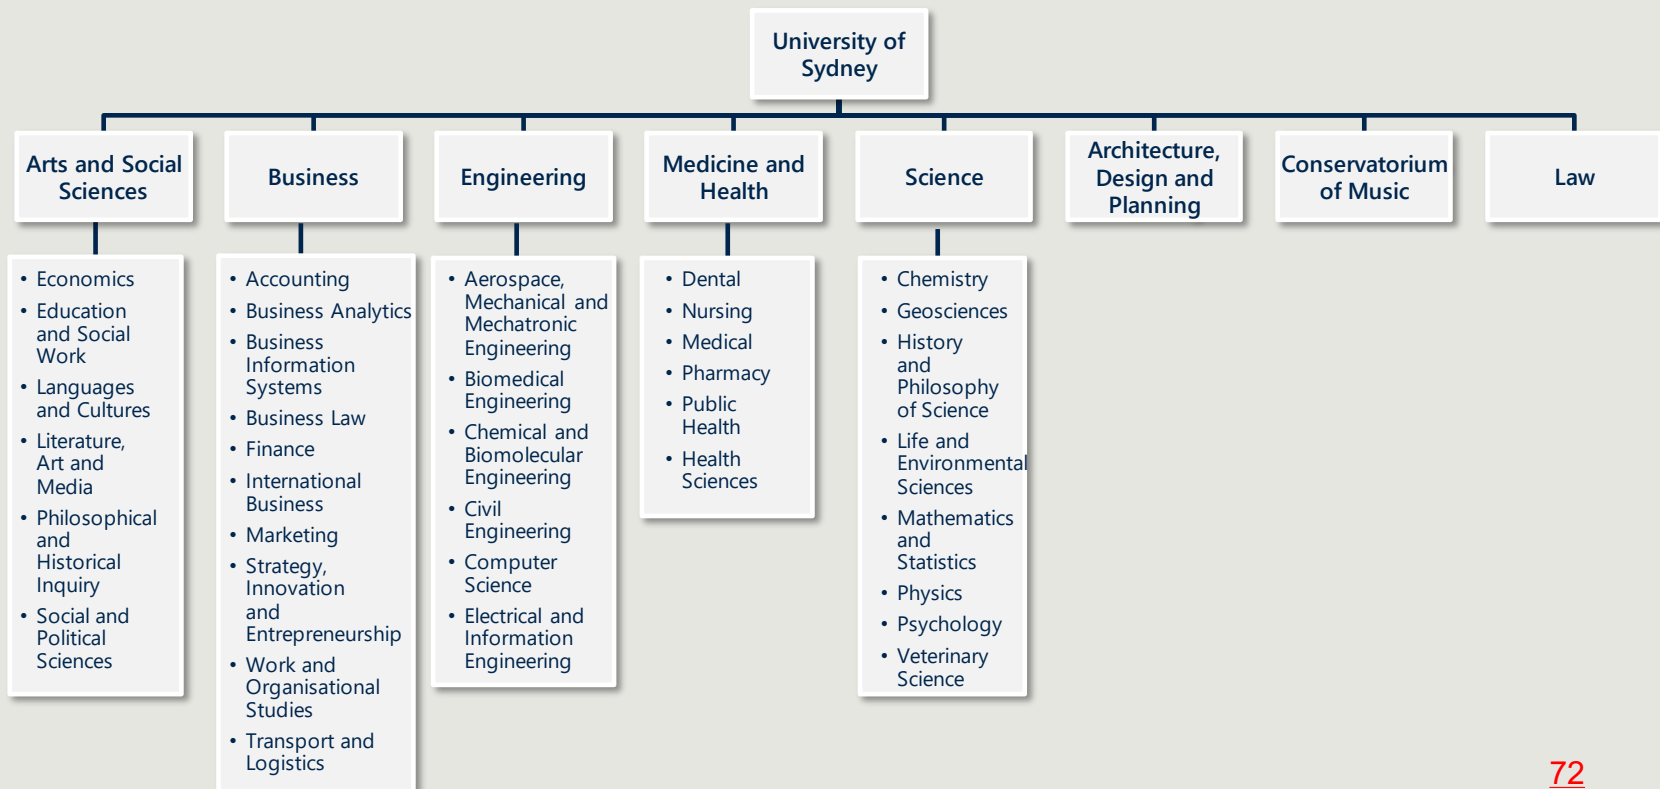 University of
Sydney
Arts and Social
Sciences
Business
Engineering
Medicine and
Health
Science
Architecture,
Design and
Planning
Conservatorium
of Music
Law
• Economics
• Education
and Social
Work
• Languages
and Cultures
• Literature,
Art and
Media
• Philosophical
and
Historical
Inquiry
• Social and
Political
Sciences
• Accounting
• Business Analytics
• Business
Information
Systems
• Business Law
• Finance
• International
Business
• Marketing
• Strategy,
Innovation
and
Entrepreneurship
• Work and
Organisational
Studies
• Transport and
Logistics
• Aerospace,
Mechanical and
Mechatronic
Engineering
• Biomedical
Engineering
• Chemical and
Biomolecular
Engineering
• Civil
Engineering
• Computer
Science
• Electrical and
Information
Engineering
• Dental
• Nursing
• Medical
• Pharmacy
• Public
Health
• Health
Sciences
• Chemistry
• Geosciences
• History
and
Philosophy
of Science
• Life and
Environmental
Sciences
• Mathematics
and
Statistics
• Physics
• Psychology
• Veterinary
Science
72